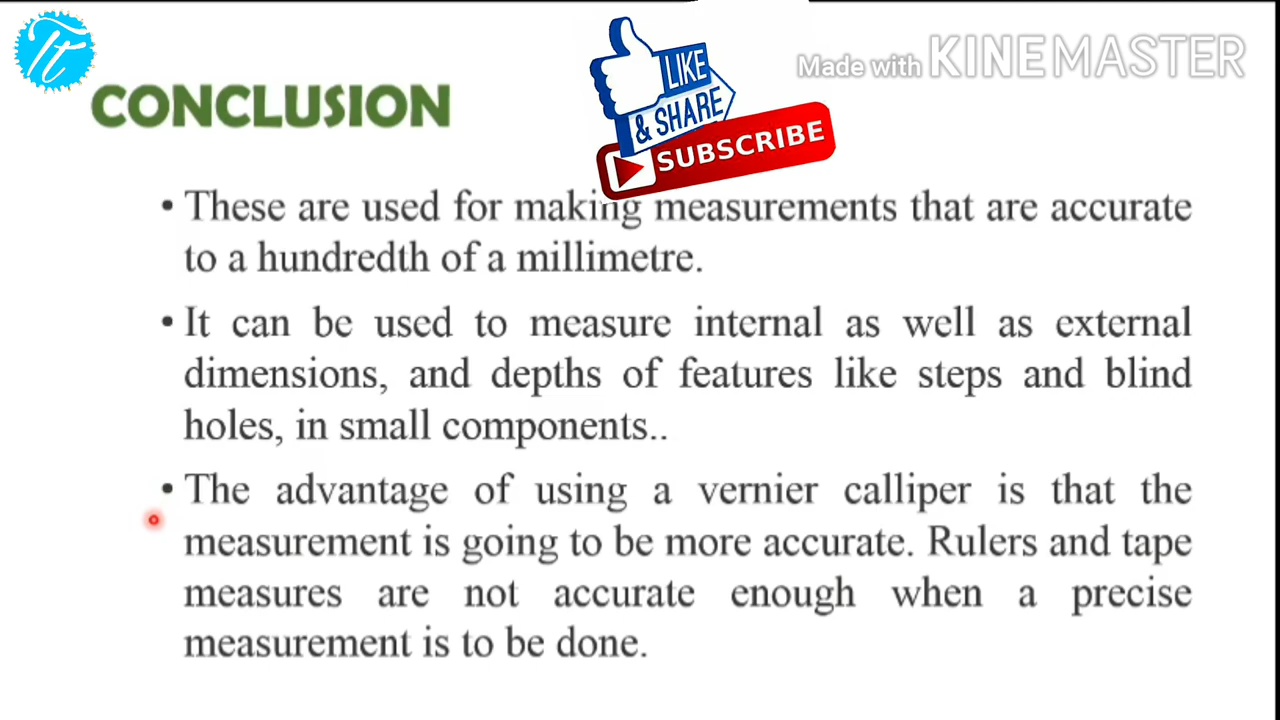 Tt
Made with KINEMASTER
LIKE
& SHARE
SUBSCRIBE
CONCLUSION
• These are used for making measurements that are accurate
to a hundredth of a millimetre.
• It can be used to measure internal as well as external
dimensions, and depths of features like steps and blind
holes, in small components..
• The advantage of using a vernier calliper is that the
measurement is going to be more accurate. Rulers and tape
measures are not accurate enough when a precise
measurement is to be done.